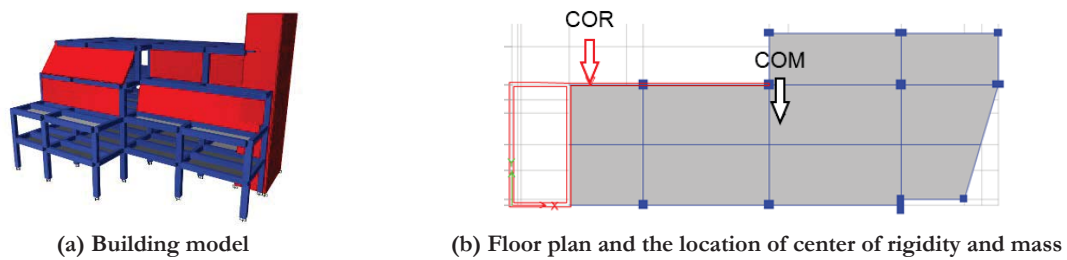 COR
COM
X
(a) Building model
(b) Floor plan and the location of center of rigidity and mass